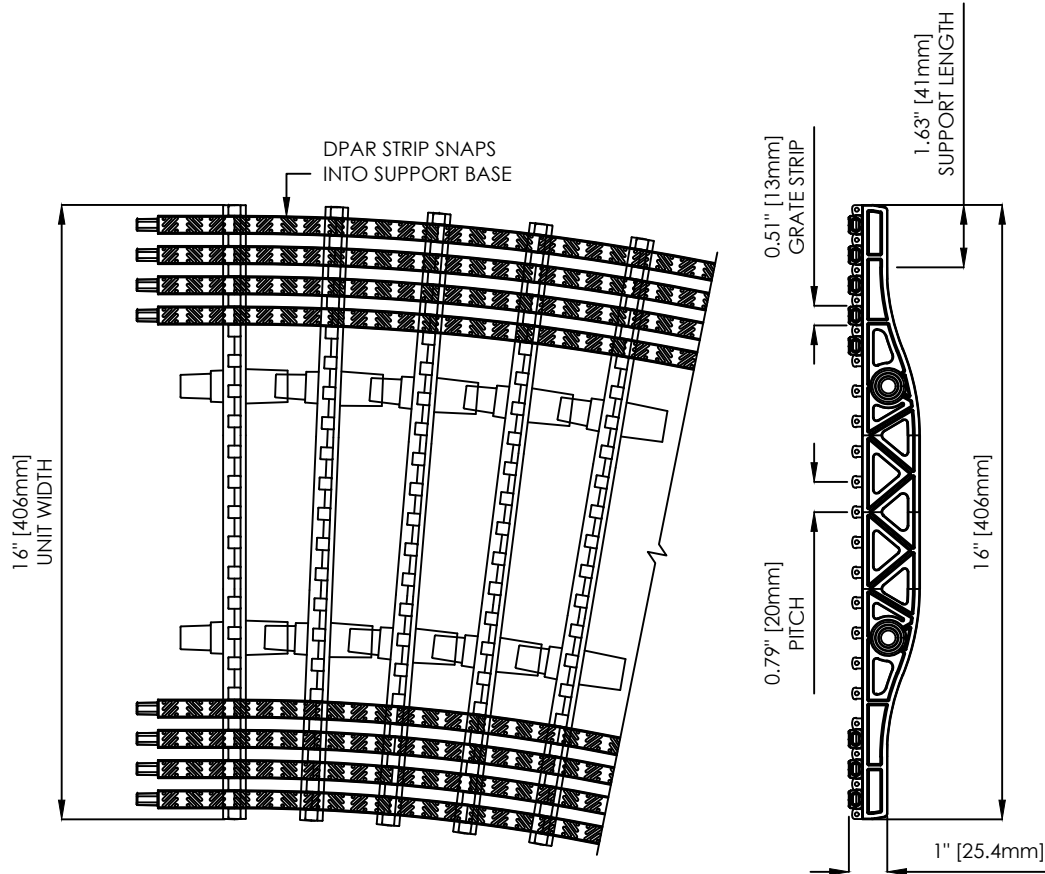 DPAR STRIP SNAPS
INTO SUPPORT BASE
16" [406mm]
UNIT WIDTH
0.51" [13mm]
GRATE STRIP
1.63" [41mm]
SUPPORT LENGTH
0.79" [20mm]
PITCH
16" [406mm]
1" [25.4mm]